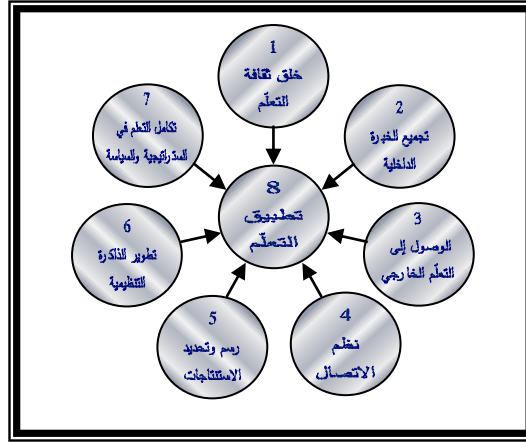 1
خلق ثقافة
التعلّم
2
تجميع الخبرة
الداخلية
3
الوصول إلى
التعلّم الخارجي
4
نظم
الاتصال
5
رسم وتحديد
الاستنتاجات
6
تطوير الذاكرة
التنظيمية
7
تكامل التعلم في
الستراتيجية والسياسة
8
تطبيق
التعلّم